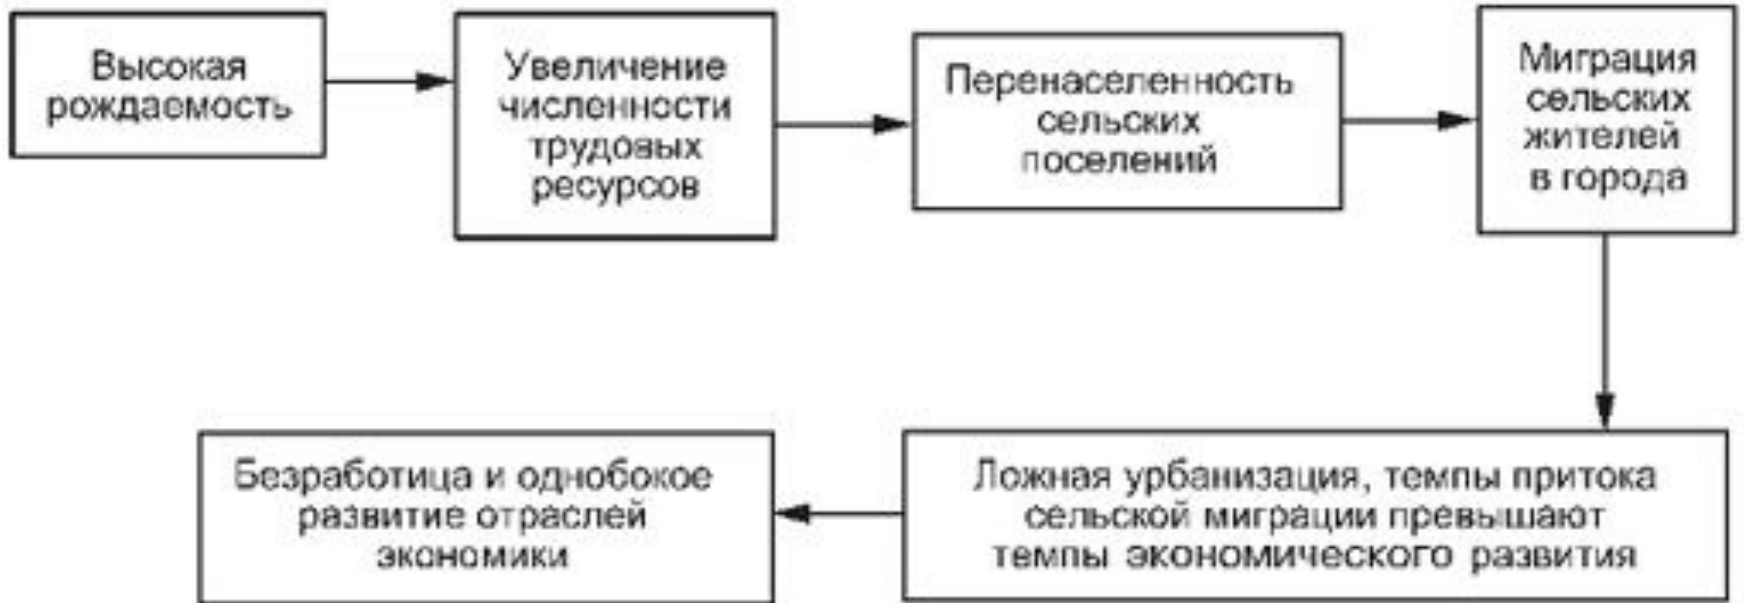 Высокая
рождаемость
Увеличение
численности
трудовых
ресурсов
Перенаселенность
сельских
поселений
Миграция
сельских
жителей
в города
Ложная урбанизация, темпы притока
сельской миграции превышают
темпы экономического развития
Безработица и однобокое
развитие отраслей
экономики